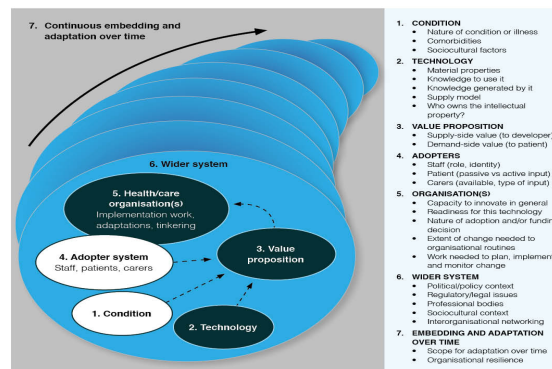 7. Continuous embedding and
adaptation over time
6. Wider system
5. Health/care
organisation(s)
Implementation work,
adaptations, tinkering
4. Adopter system
Staff, patients, carers
3. Value
proposition
1. Condition
2. Technology
1. CONDITION
• Nature of condition or illness
• Comorbidities
• Sociocultural factors
2. TECHNOLOGY
• Material properties
• Knowledge to use it
• Knowledge generated by it
• Supply model
• Who owns the intellectual
property?
3. VALUE PROPOSITION
• Supply-side value (to developer
• Demand-side value (to patient)
4. ADOPTERS
• Staff (role, identity)
• Patient (passive vs active input)
• Carers (available, type of input)
5. ORGANISATION(S)
• Capacity to innovate in general
• Readiness for this technology
• Nature of adoption and/or fundin
decision
• Extent of change needed to
organisational routines
• Work needed to plan, implement
and monitor change
6. WIDER SYSTEM
• Political/policy context
• Regulatory/legal issues
• Professional bodies
• Sociocultural context
• Interorganisational networking
7. EMBEDDING AND ADAPTATION
OVER TIME
• Scope for adaptation over time
• Organisational resilience